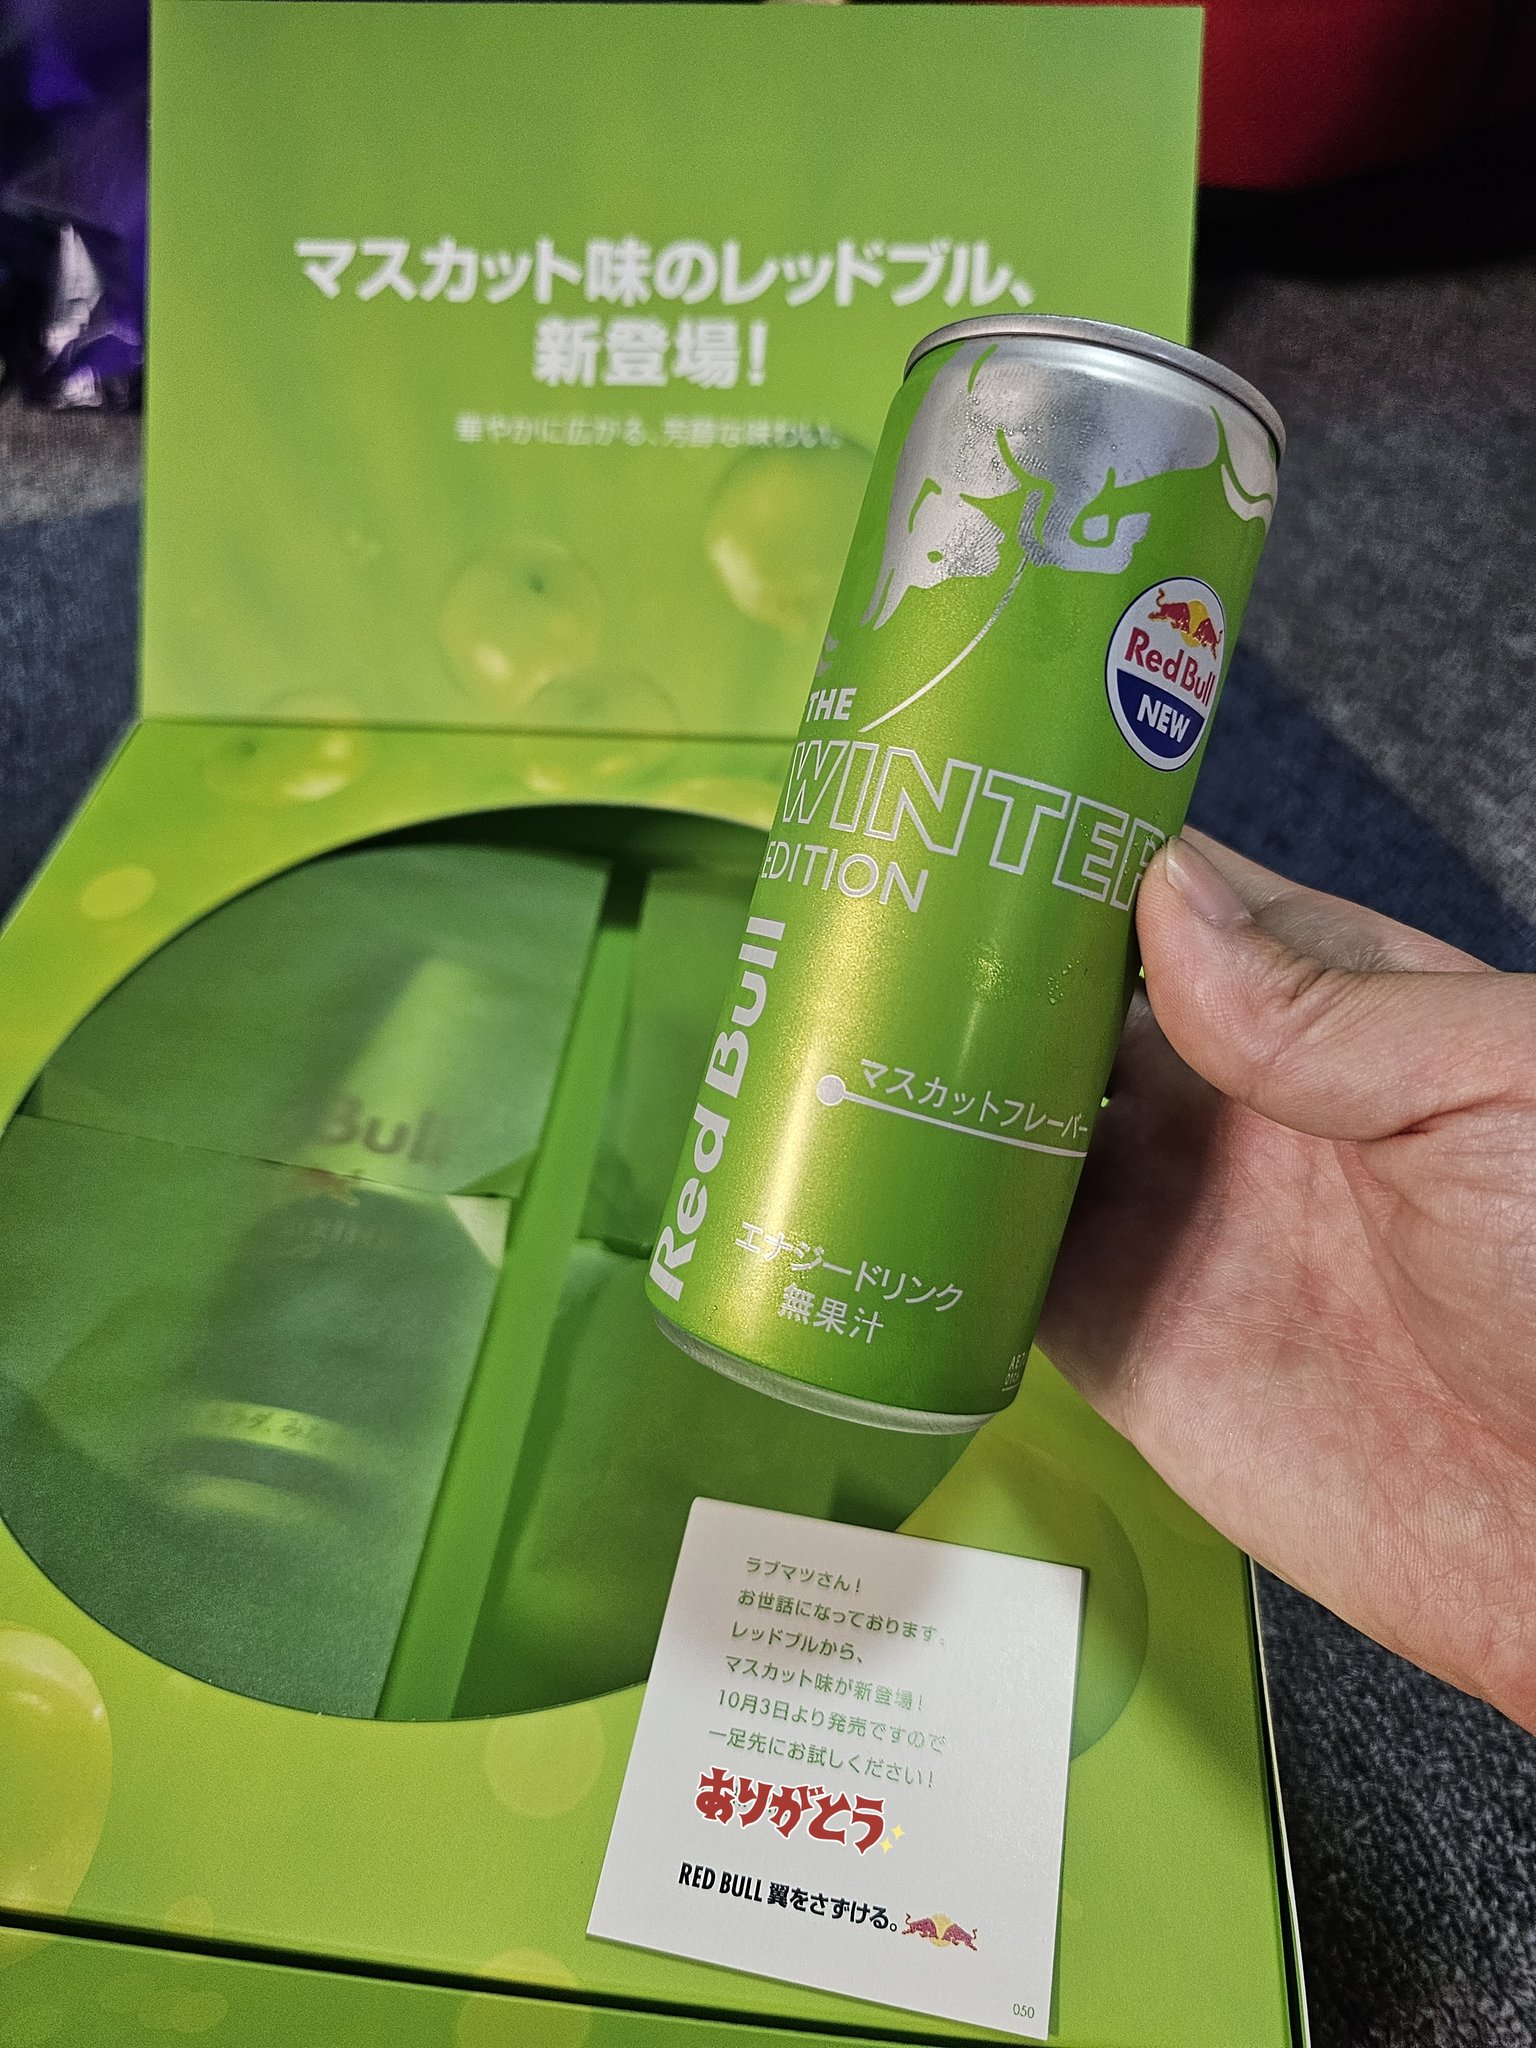 マスカット味のレッドブル、
新登場!
華やかに広がる、芳醇な味わい。
Red Bull
NEW
THE
WINTER
EDITION
Red Bull
マスカットフレーバー
エナジードリンク
無果汁
Bull
ラブマツさん!
お世話になっております。
レッドブルから、
マスカット味が新登場!
10月3日より発売ですので
一足先にお試しください!
ありがとう
RED BULL 翼をさずける。
050